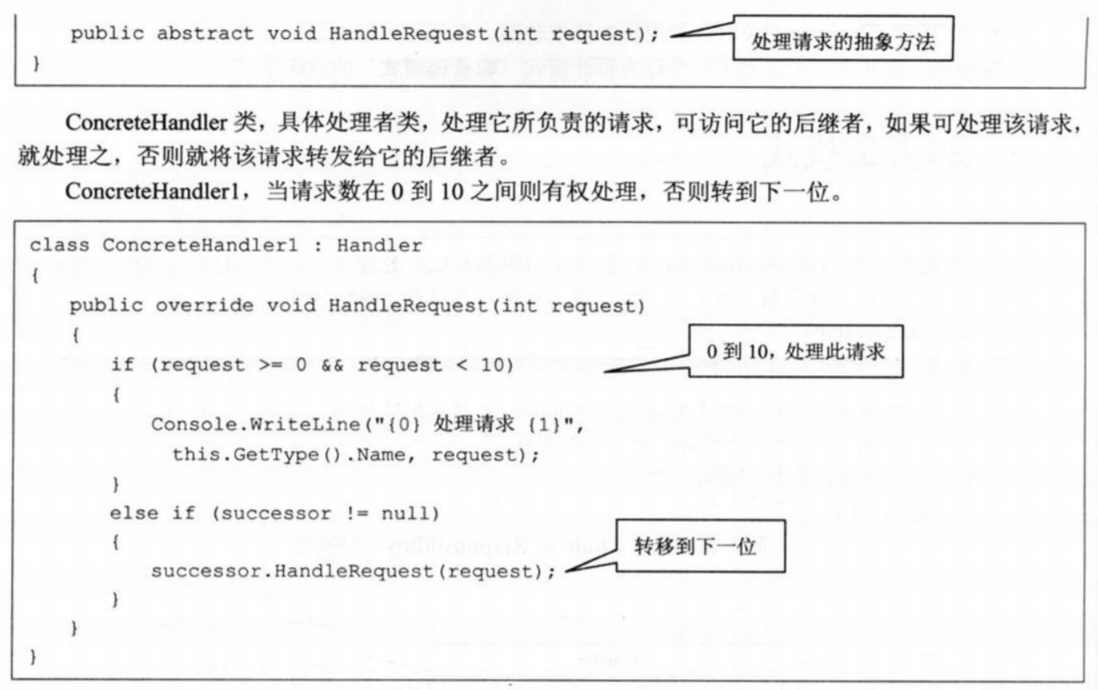 public abstract void HandleRequest(int request);
处理请求的抽象方法
}
ConcreteHandler 类，具体处理者类，处理它所负责的请求，可访问它的后继者，如果可处理该请求，
就处理之，否则就将该请求转发给它的后继者。
ConcreteHandler1，当请求数在 0 到 10 之间则有权处理，否则转到下一位。
class ConcreteHandler1 : Handler
{
public override void HandleRequest(int request)
{
0 到 10, 处理此请求
if (request >= 0 && request < 10)
{
Console.WriteLine("{0} 处理请求 {1}",
this.GetType().Name, request);
}
else if (successor != null)
{
转移到下一位
successor.HandleRequest(request);
}
}
}